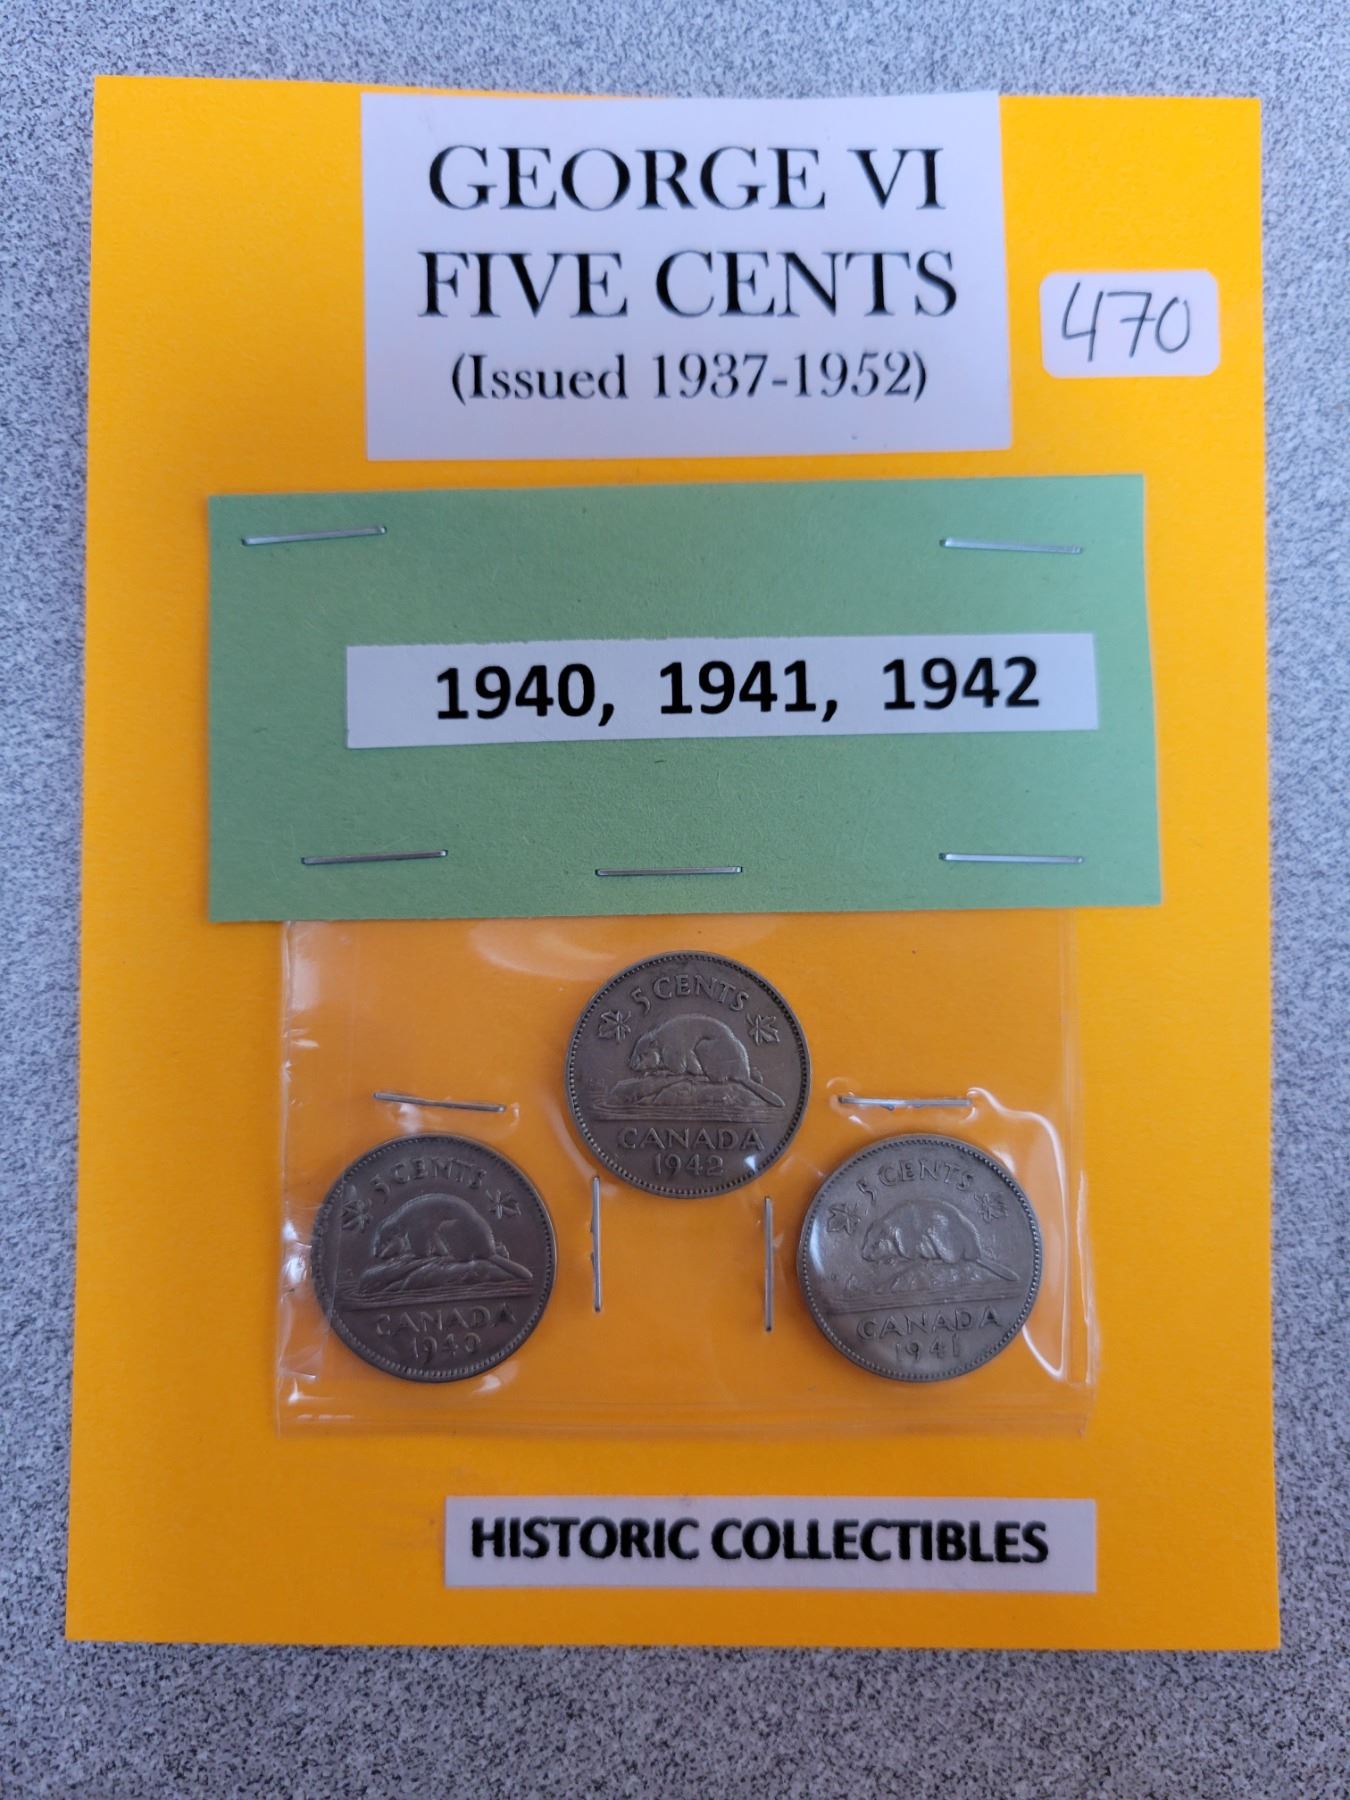 GEORGE VI
FIVE CENTS
(Issued 1937-1952)
470
1940, 1941, 1942
5 CENTS
CANADA
1942
5 CENTS
CANADA
1940
5 CENTS
CANADA
1941
HISTORIC COLLECTIBLES